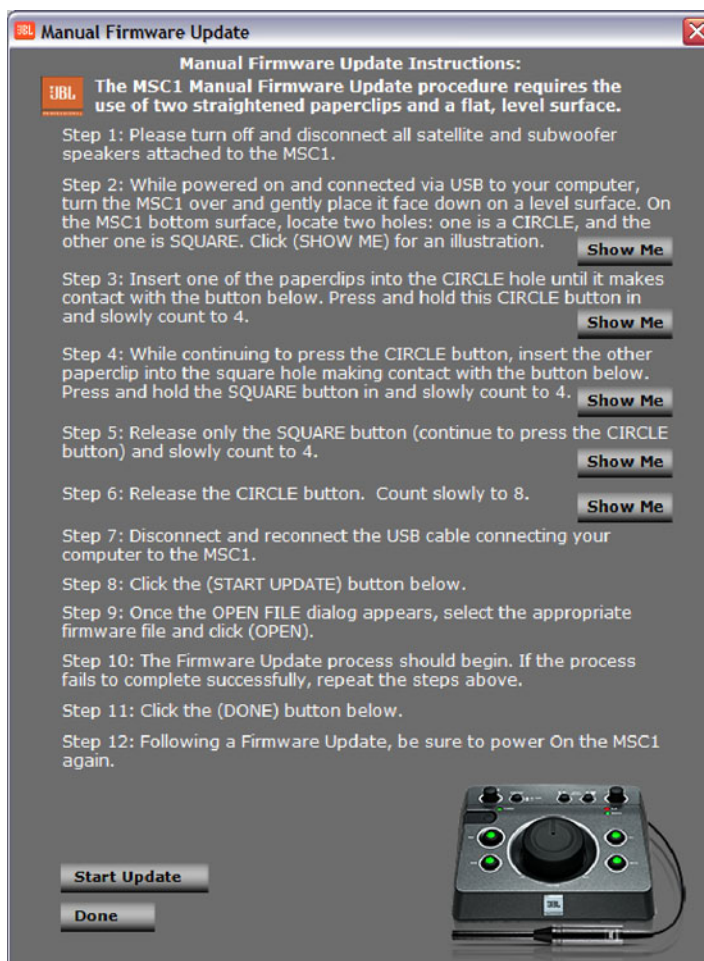 Manual Firmware Update
Manual Firmware Update Instructions:
JBL
The MSC1 Manual Firmware Update procedure requires the
use of two straightened paperclips and a flat, level surface.
Step 1: Please turn off and disconnect all satellite and subwoofer
speakers attached to the MSC1.
Step 2: While powered on and connected via USB to your computer,
turn the MSC1 over and gently place it face down on a level surface. On
the MSC1 bottom surface, locate two holes: one is a CIRCLE, and the
other one is SQUARE. Click (SHOW ME) for an illustration.
Show Me
Step 3: Insert one of the paperclips into the CIRCLE hole until it makes
contact with the button below. Press and hold this CIRCLE button in
and slowly count to 4.
Show Me
Step 4: While continuing to press the CIRCLE button, insert the other
paperclip into the square hole making contact with the button below.
Press and hold the SQUARE button in and slowly count to 4.
Show Me
Step 5: Release only the SQUARE button (continue to press the CIRCLE
button) and slowly count to 4.
Show Me
Step 6: Release the CIRCLE button.  Count slowly to 8.
Show Me
Step 7: Disconnect and reconnect the USB cable connecting your
computer to the MSC1.
Step 8: Click the (START UPDATE) button below.
Step 9: Once the OPEN FILE dialog appears, select the appropriate
firmware file and click (OPEN).
Step 10: The Firmware Update process should begin. If the process
fails to complete successfully, repeat the steps above.
Step 11: Click the (DONE) button below.
Step 12: Following a Firmware Update, be sure to power On the MSC1
again.
Start Update
Done
JBL